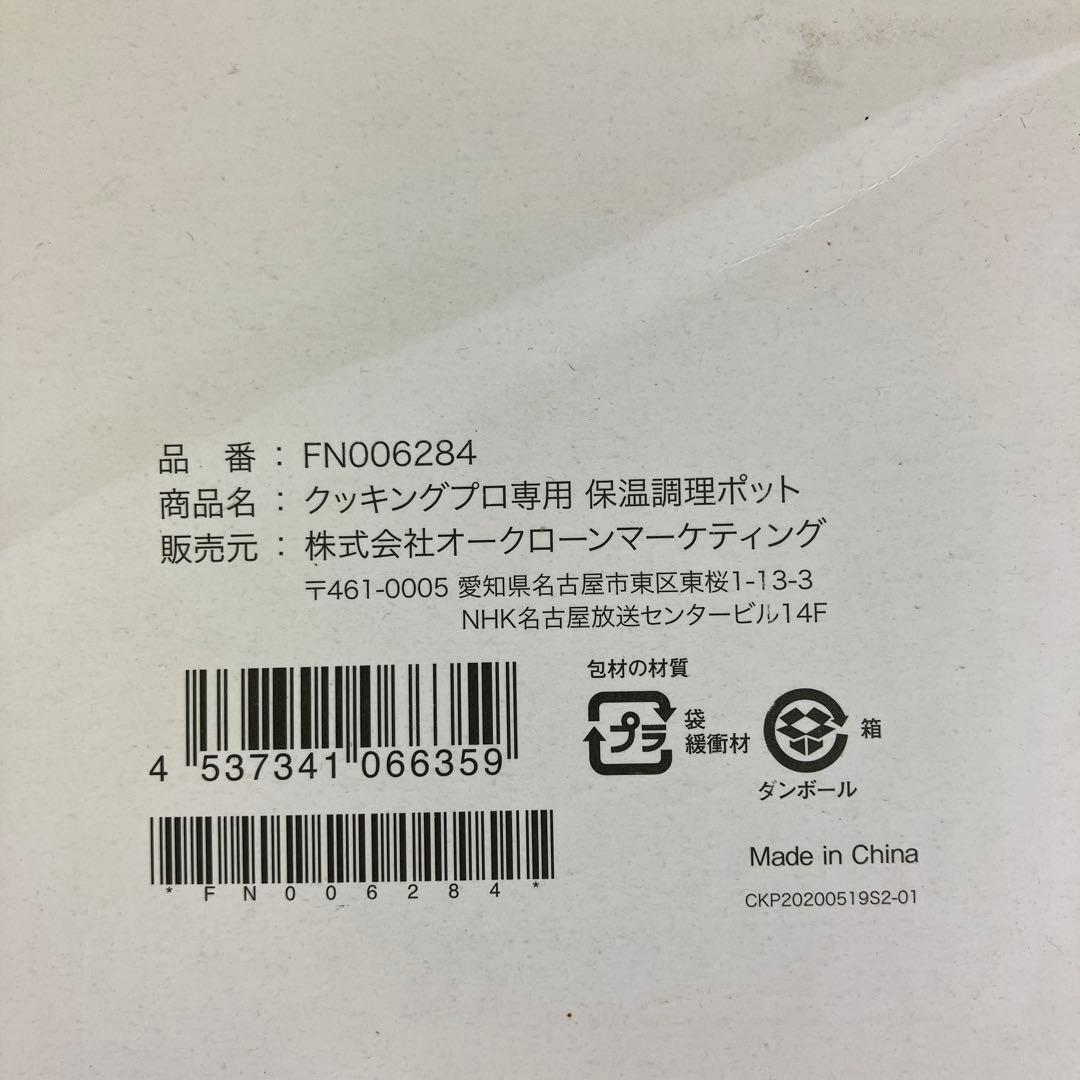 品 番 : FN006284
商品名 : クッキングプロ専用 保温調理ポット
販売元 : 株式会社オークローンマーケティング
〒461-0005 愛知県名古屋市東区東桜1-13-3
NHK名古屋放送センタービル14F
包材の材質
プラ 袋 緩衝材
箱
ダンボール
4 537341 066359
*FN006284*
Made in China
CKP20200519S2-01